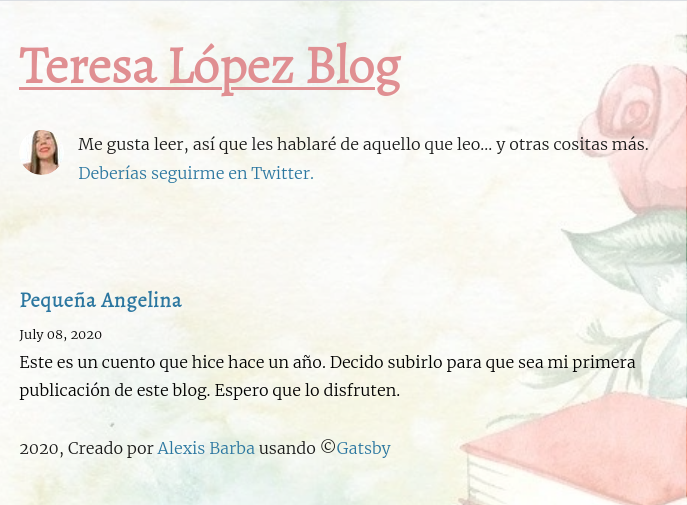 Teresa López Blog
Me gusta leer, así que les hablaré de aquello que leo... y otras cositas más.
Deberías seguirme en Twitter.
Pequeña Angelina
July 08, 2020
Este es un cuento que hice hace un año. Decido subirlo para que sea mi primera
publicación de este blog. Espero que lo disfruten.
2020, Creado por Alexis Barba usando ©Gatsby